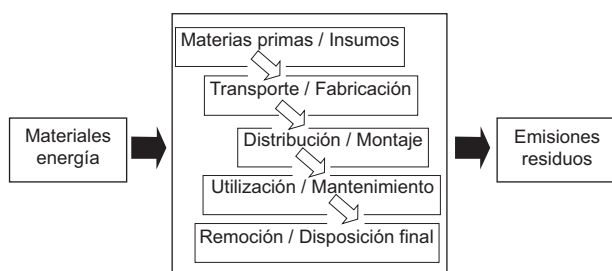 Materias primas / Insumos
Transporte / Fabricación
Distribución / Montaje
Utilización / Mantenimiento
Remoción / Disposición final
Materiales
energía
Emisiones
residuos